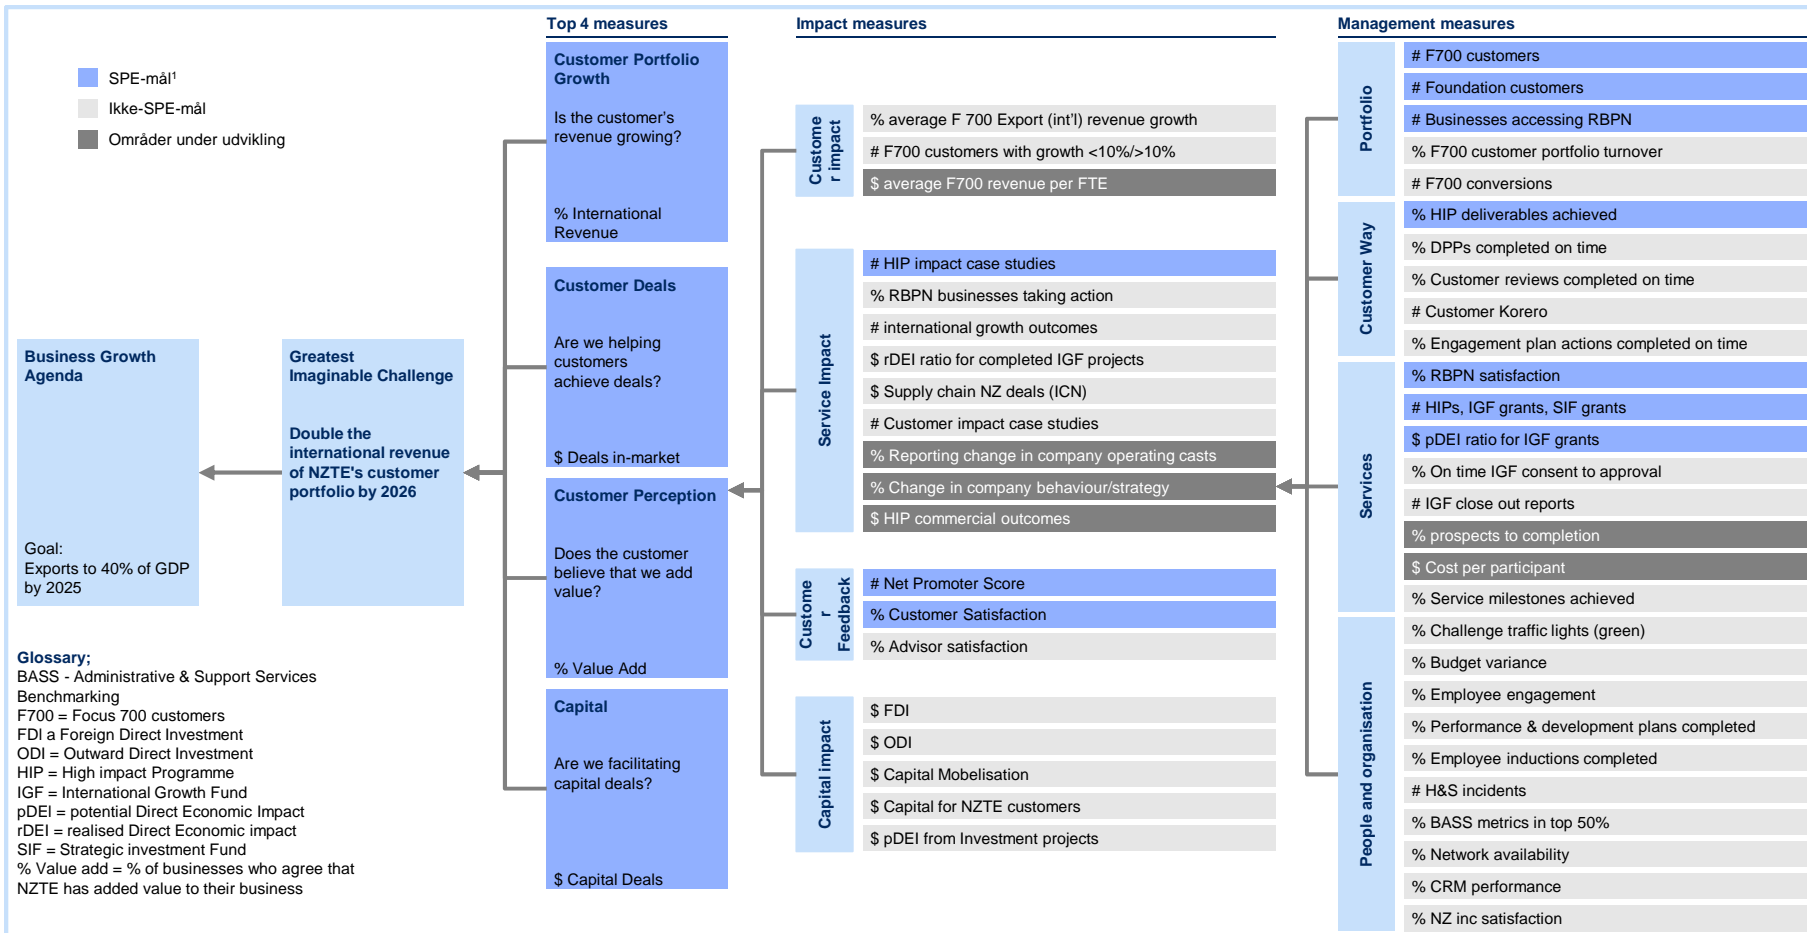 Top 4 measures
Impact measures
Management measures
SPE-mål¹
Ikke-SPE-mål
Områder under udvikling
Business Growth
Agenda
Goal:
Exports to 40% of GDP
by 2025
Greatest
Imaginable Challenge
Double the
international revenue
of NZTE's customer
portfolio by 2026
Customer Portfolio
Growth
Is the customer's
revenue growing?
% International
Revenue
Customer Deals
Are we helping
customers
achieve deals?
$ Deals in-market
Customer Perception
Does the customer
believe that we add
value?
% Value Add
Capital
Are we facilitating
capital deals?
$ Capital Deals
Custome
r impact
% average F 700 Export (int'l) revenue growth
# F700 customers with growth <10%/>10%
$ average F700 revenue per FTE
Service Impact
# HIP impact case studies
% RBPN businesses taking action
# international growth outcomes
$ rDEI ratio for completed IGF projects
$ Supply chain NZ deals (ICN)
# Customer impact case studies
% Reporting change in company operating casts
% Change in company behaviour/strategy
$ HIP commercial outcomes
Custome
r
Feedback
# Net Promoter Score
% Customer Satisfaction
% Advisor satisfaction
Capital impact
$ FDI
$ ODI
$ Capital Mobelisation
$ Capital for NZTE customers
$ pDEI from Investment projects
Portfolio
# F700 customers
# Foundation customers
# Businesses accessing RBPN
% F700 customer portfolio turnover
# F700 conversions
Customer Way
% HIP deliverables achieved
% DPPs completed on time
% Customer reviews completed on time
# Customer Korero
% Engagement plan actions completed on time
Services
% RBPN satisfaction
# HIPs, IGF grants, SIF grants
$ pDEI ratio for IGF grants
% On time IGF consent to approval
# IGF close out reports
% prospects to completion
$ Cost per participant
% Service milestones achieved
People and organisation
% Challenge traffic lights (green)
% Budget variance
% Employee engagement
% Performance & development plans completed
% Employee inductions completed
# H&S incidents
% BASS metrics in top 50%
% Network availability
% CRM performance
% NZ inc satisfaction
Glossary;
BASS - Administrative & Support Services
Benchmarking
F700 = Focus 700 customers
FDI a Foreign Direct Investment
ODI = Outward Direct Investment
HIP = High impact Programme
IGF = International Growth Fund
pDEI = potential Direct Economic Impact
rDEI = realised Direct Economic impact
SIF = Strategic investment Fund
% Value add = % of businesses who agree that
NZTE has added value to their business